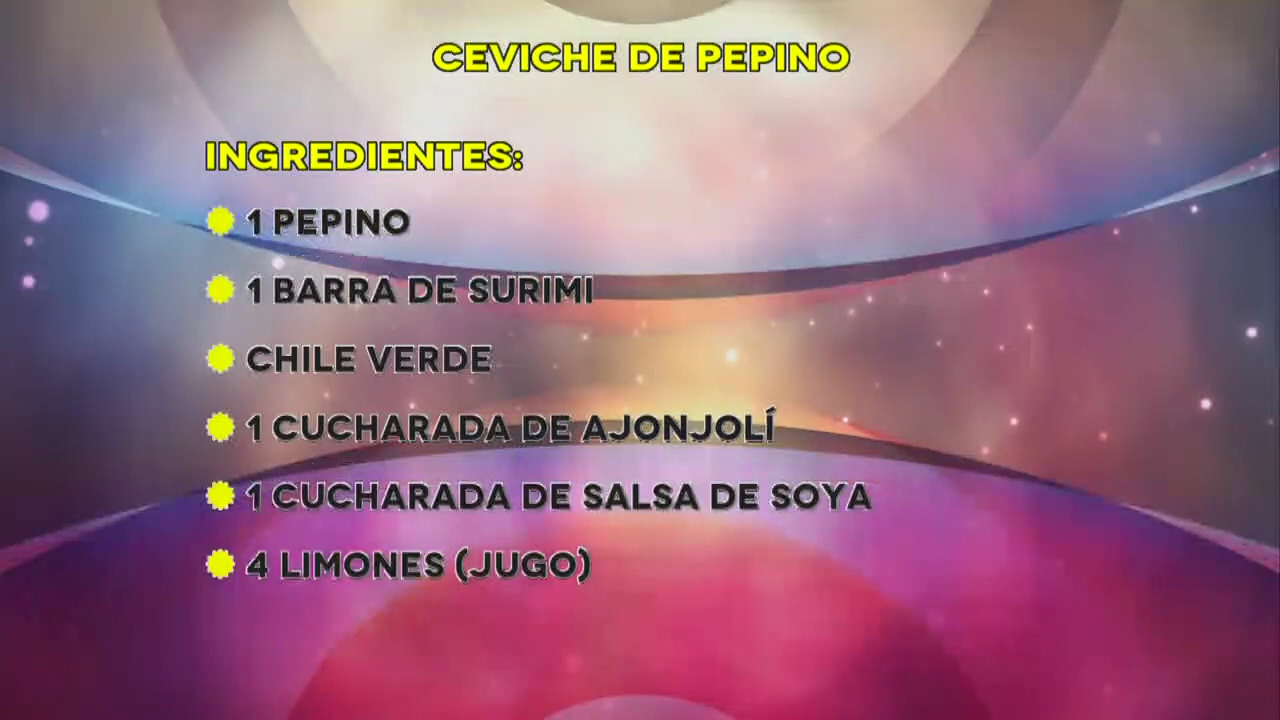 CEVICHE DE PEPINO
INGREDIENTES:
1 PEPINO
1 BARRA DE SURIMI
CHILE VERDE
1 CUCHARADA DE AJONJOLÍ
1 CUCHARADA DE SALSA DE SOYA
4 LIMONES (JUGO)